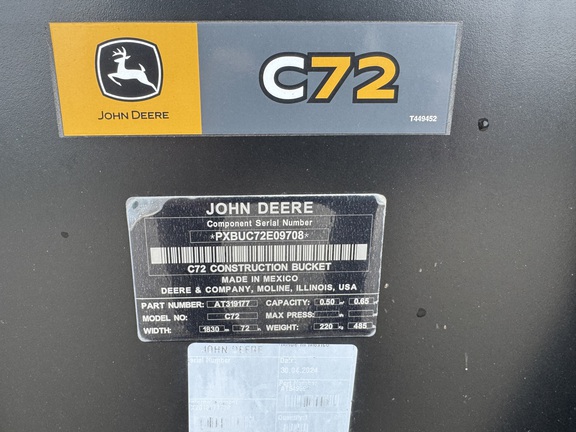 JOHN DEERE
C72
T449452
JOHN DEERE
Component Serial Number
*PXBUC72E09708*
C72 CONSTRUCTION BUCKET
MADE IN MEXICO
DEERE & COMPANY, MOLINE, ILLINOIS, USA
PART NUMBER: AT319177 CAPACITY: 0.50 0.65
MODEL NO: C72 MAX PRESS:
WIDTH: 1830 72 WEIGHT: 220 485
JOHN DEERE